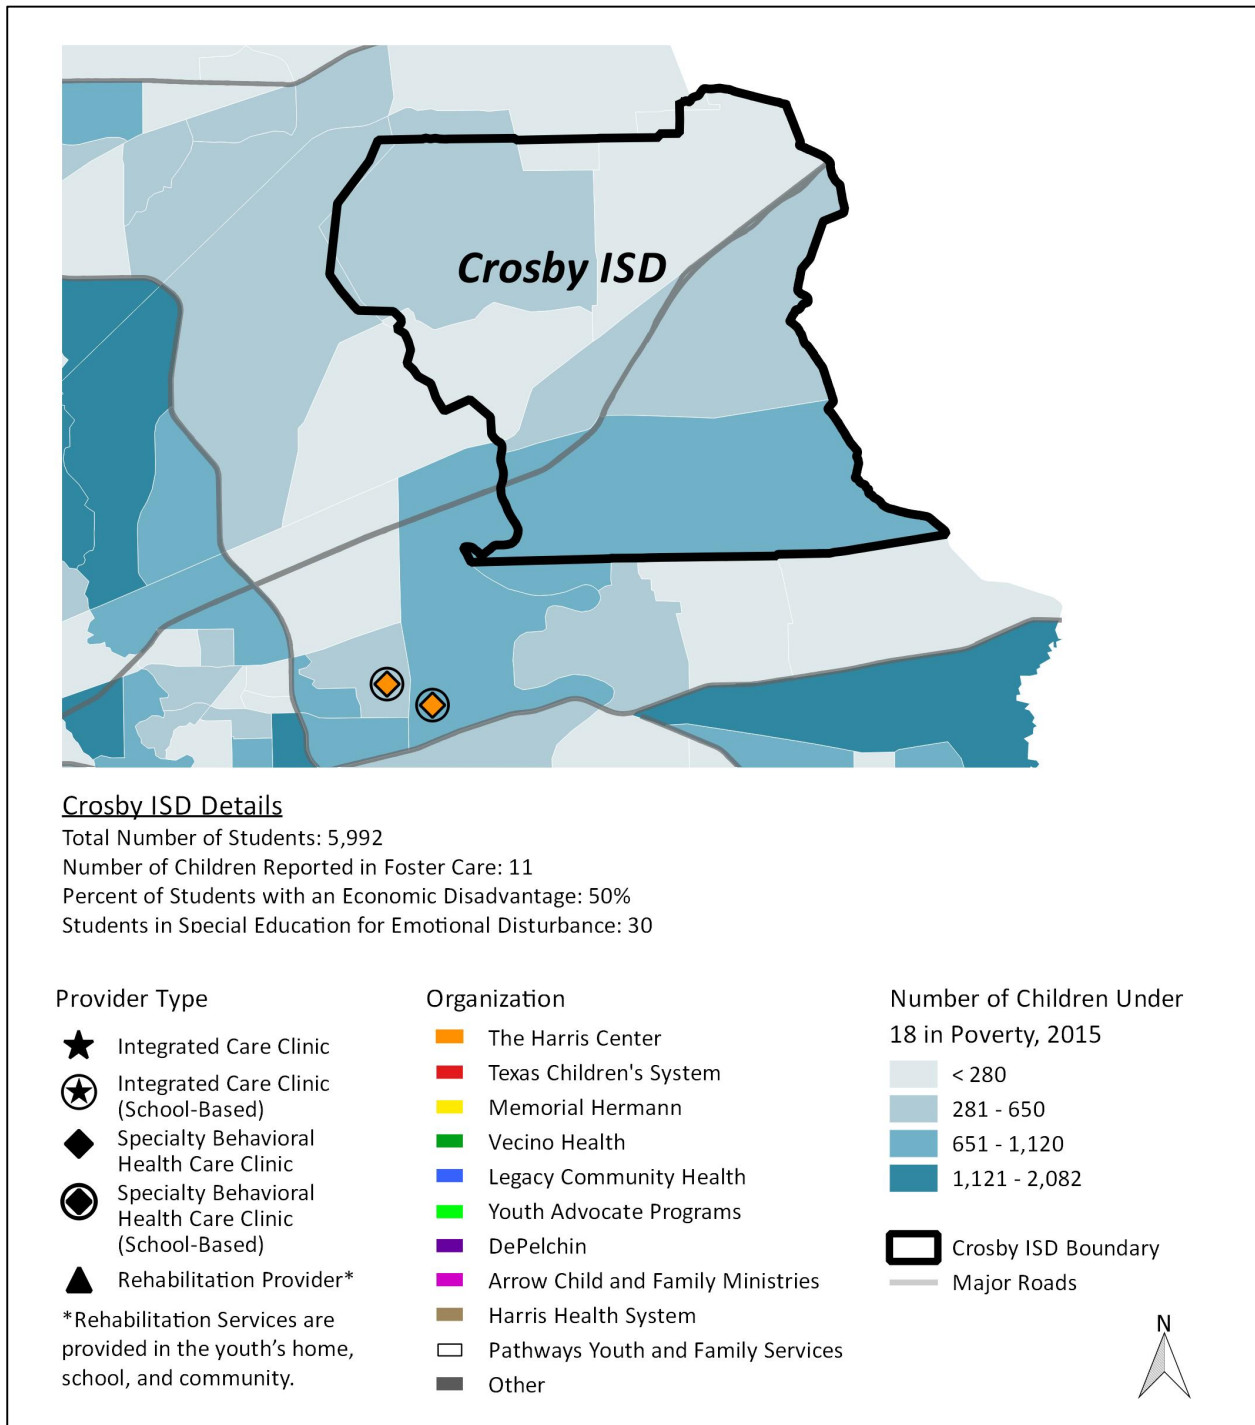 Crosby ISD
Crosby ISD Details
Total Number of Students: 5,992
Number of Children Reported in Foster Care: 11
Percent of Students with an Economic Disadvantage: 50%
Students in Special Education for Emotional Disturbance: 30
Provider Type
Integrated Care Clinic
Integrated Care Clinic
(School-Based)
Specialty Behavioral
Health Care Clinic
Specialty Behavioral
Health Care Clinic
(School-Based)
Rehabilitation Provider*
*Rehabilitation Services are
provided in the youth's home,
school, and community.
Organization
The Harris Center
Texas Children's System
Memorial Hermann
Vecino Health
Legacy Community Health
Youth Advocate Programs
DePelchin
Arrow Child and Family Ministries
Harris Health System
Pathways Youth and Family Services
Other
Number of Children Under
18 in Poverty, 2015
< 280
281 - 650
651 - 1,120
1,121 - 2,082
Crosby ISD Boundary
Major Roads
N